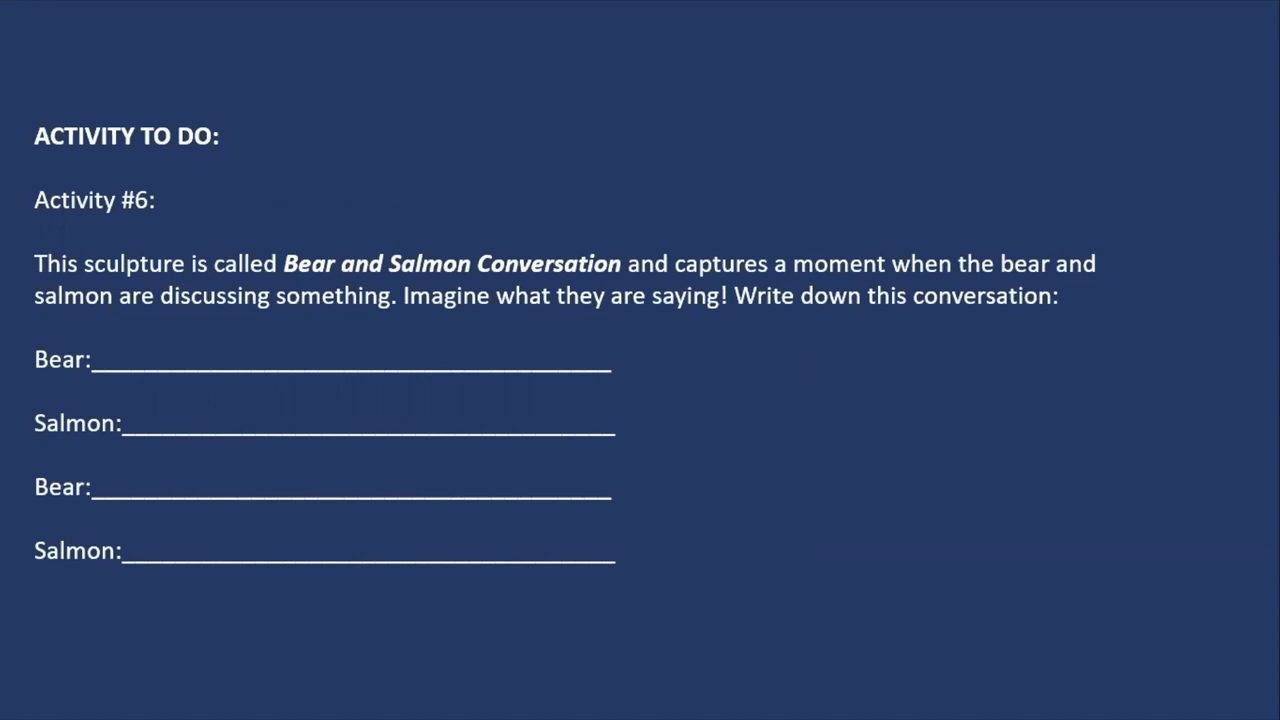 ACTIVITY TO DO:
Activity #6:
This sculpture is called Bear and Salmon Conversation and captures a moment when the bear and
salmon are discussing something. Imagine what they are saying! Write down this conversation:
Bear:_______________________________________
Salmon:_____________________________________
Bear:_______________________________________
Salmon:_____________________________________